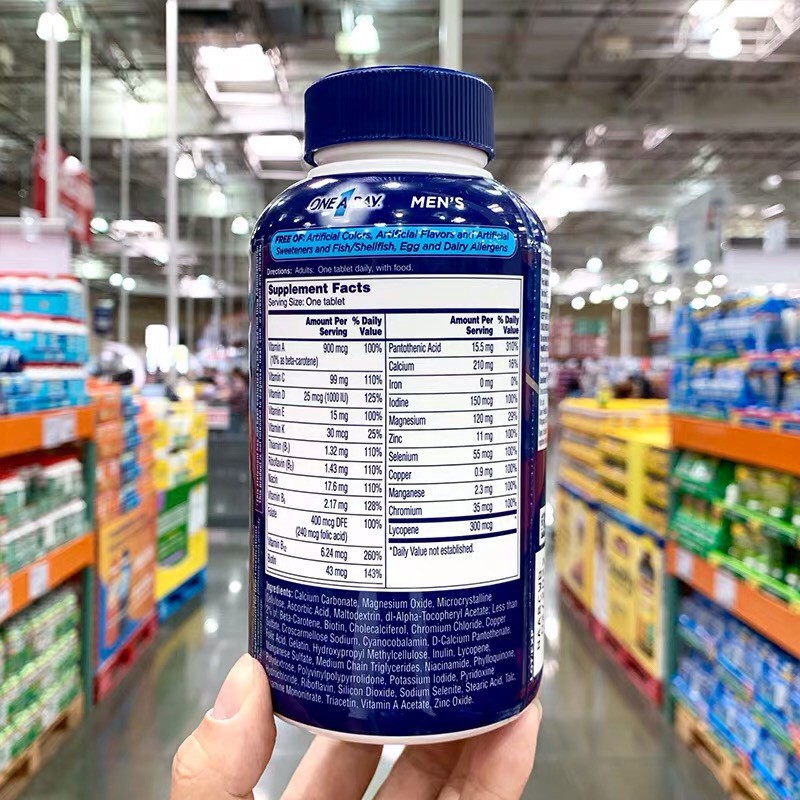 ONE A DAY MEN'S
FREE OF: Artificial Colors, Artificial Flavors and Artificial
Sweeteners and Fish/Shellfish, Egg and Dairy Allergens
Directions: Adults: One tablet daily, with food.
Supplement Facts
Serving Size: One tablet
Amount Per Serving % Daily Value
Vitamin A 900 mcg 100%
(10% as beta-carotene)
Vitamin C 99 mg 110%
Vitamin D 25 mcg (1000 IU) 125%
Vitamin E 15 mg 100%
Vitamin K 30 mcg 25%
Thiamin (B₁) 1.32 mg 110%
Riboflavin (B₂) 1.43 mg 110%
Niacin 17.6 mg 110%
Vitamin B₆ 2.17 mg 128%
Folate 400 mcg DFE 100%
(240 mcg folic acid)
Vitamin B₁₂ 6.24 mcg 260%
Biotin 43 mcg 143%
Amount Per Serving % Daily Value
Pantothenic Acid 15.5 mg 310%
Calcium 210 mg 16%
Iron 0 mg 0%
Iodine 150 mcg 100%
Magnesium 120 mg 29%
Zinc 11 mg 100%
Selenium 55 mcg 100%
Copper 0.9 mg 100%
Manganese 2.3 mg 100%
Chromium 35 mcg 100%
Lycopene 300 mcg *
*Daily Value not established.
Ingredients: Calcium Carbonate, Magnesium Oxide, Microcrystalline
Cellulose, Ascorbic Acid, Maltodextrin, dl-Alpha-Tocopheryl Acetate; Less than
2% of: Beta-Carotene, Biotin, Cholecalciferol, Chromium Chloride, Copper
Sulfate, Croscarmellose Sodium, Cyanocobalamin, D-Calcium Pantothenate,
Folic Acid, Gelatin, Hydroxypropyl Methylcellulose, Inulin, Lycopene,
Manganese Sulfate, Medium Chain Triglycerides, Niacinamide, Phylloquinone,
Polydextrose, Polyvinylpolypyrrolidone, Potassium Iodide, Pyridoxine
Hydrochloride, Riboflavin, Silicon Dioxide, Sodium Selenite, Stearic Acid, Talc,
Thiamine Mononitrate, Triacetin, Vitamin A Acetate, Zinc Oxide.